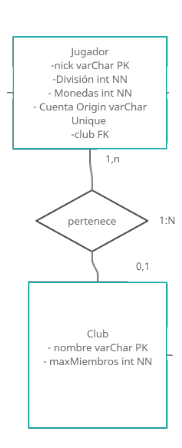 Jugador
-nick varChar PK
-División int NN
- Monedas int NN
- Cuenta Origin varChar
Unique
-club FK
1,n
pertenece
1:N
0,1
Club
- nombre varChar PK
- maxMiembros int NN